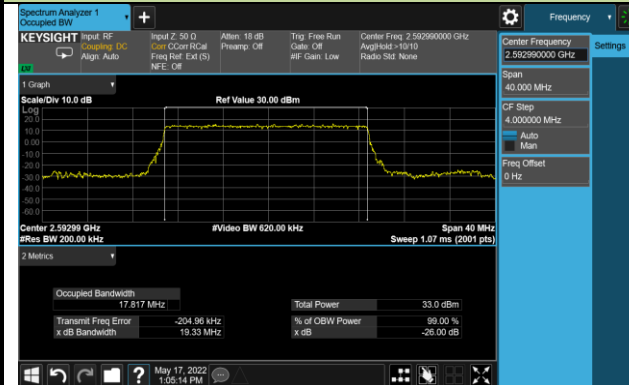 Spectrum Analyzer 1
Occupied BW
Frequency
KEYSIGHT
Input: RF
Coupling: DC
Align: Auto
Input Z: 50 Ω
Corr CCorr RCal
Freq Ref: Ext (S)
NFE: Off
Atten: 18 dB
Preamp: Off
Trig: Free Run
Gate: Off
#IF Gain: Low
Center Freq: 2.592990000 GHz
Avg|Hold:>10/10
Radio Std: None
Center Frequency
2.592990000 GHz
Settings
Span
40.000 MHz
CF Step
4.000000 MHz
Auto
Man
Freq Offset
0 Hz
1 Graph
Scale/Div 10.0 dB
Ref Value 30.00 dBm
Log
20.0
10.0
0.00
-10.0
-20.0
-30.0
-40.0
-50.0
-60.0
Center 2.59299 GHz
#Video BW 620.00 kHz
Span 40 MHz
#Res BW 200.00 kHz
Sweep 1.07 ms (2001 pts)
2 Metrics
Occupied Bandwidth
17.817 MHz
Total Power 33.0 dBm
Transmit Freq Error -204.96 kHz
% of OBW Power 99.00 %
x dB Bandwidth 19.33 MHz
x dB -26.00 dB
May 17, 2022
1:05:14 PM